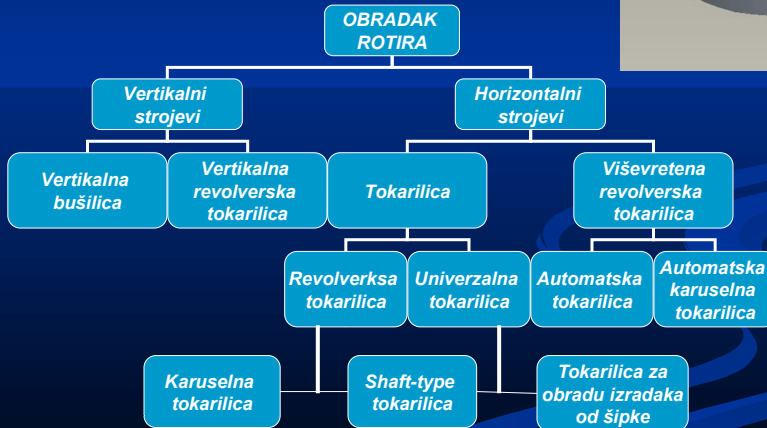 OBRADAK
ROTIRA
Vertikalni
strojevi
Horizontalni
strojevi
Vertikalna
bušilica
Vertikalna
revolverska
tokarilica
Tokarilica
Viševretena
revolverska
tokarilica
Revolverksa
tokarilica
Univerzalna
tokarilica
Automatska
tokarilica
Automatska
karuselna
tokarilica
Karuselna
tokarilica
Shaft-type
tokarilica
Tokarilica za
obradu izradaka
od šipke